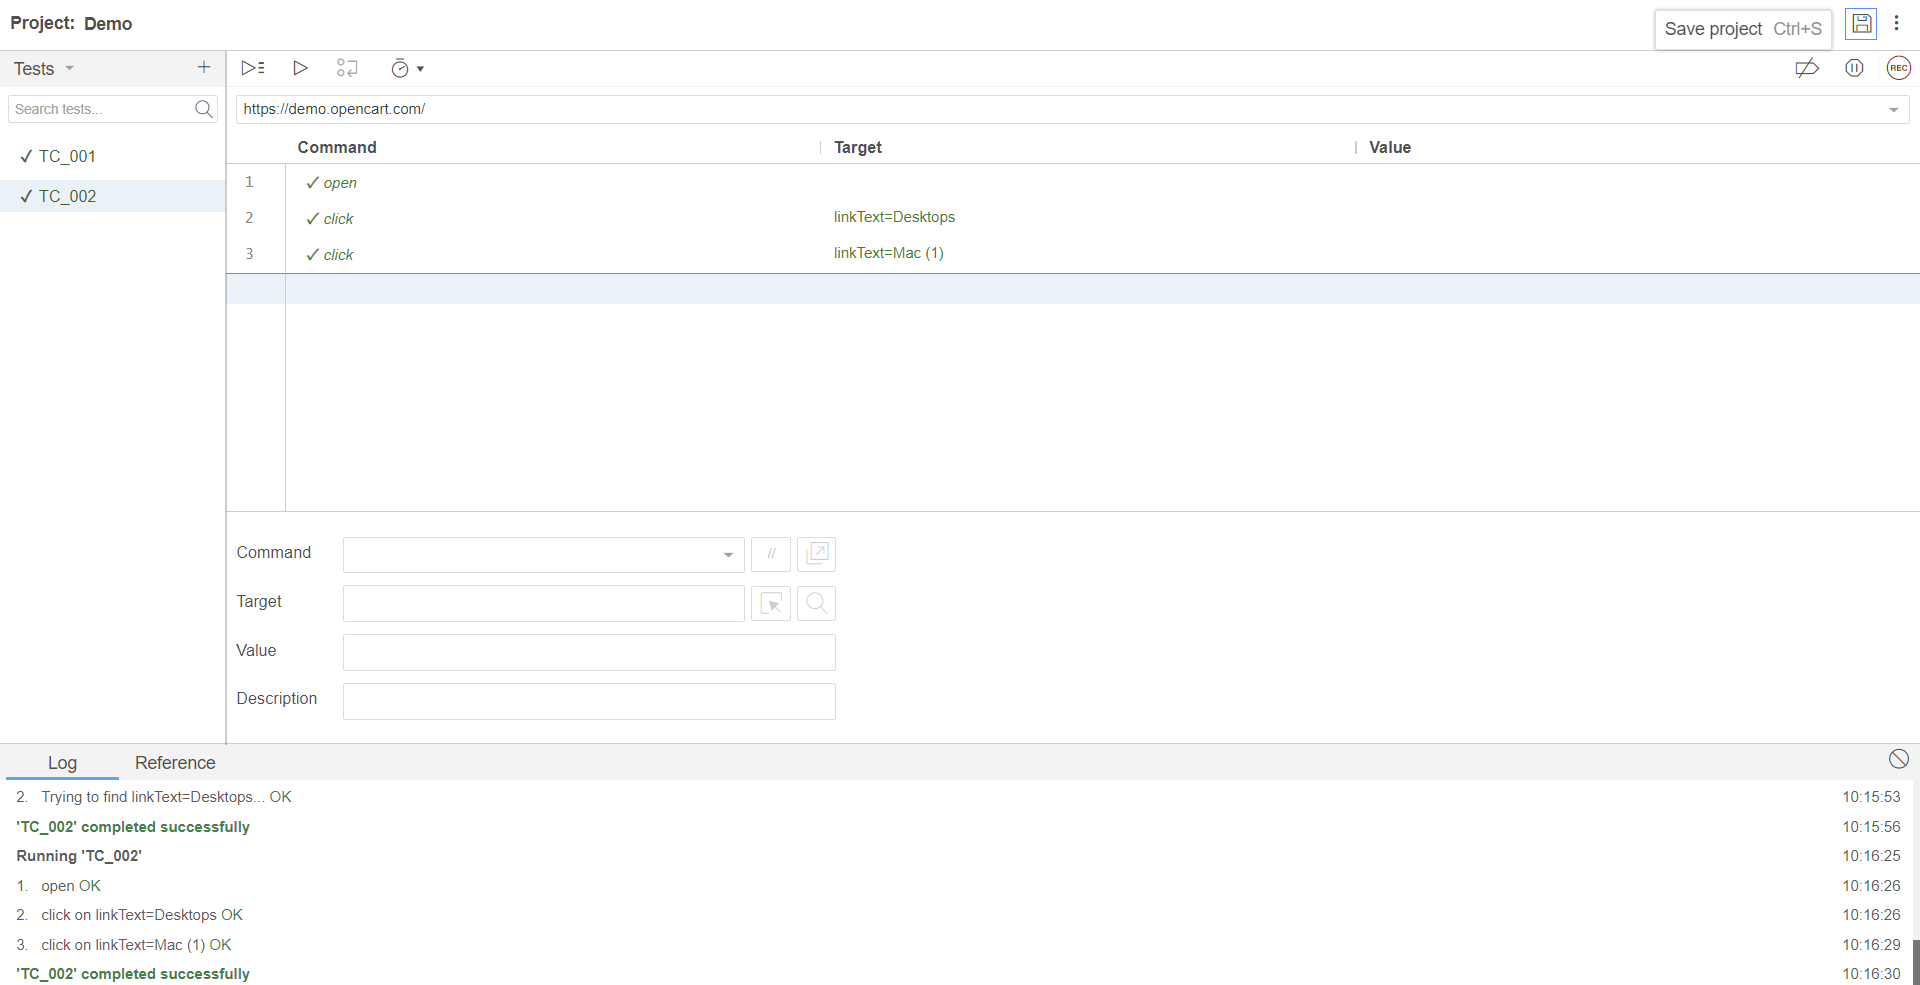 Project: Demo
Save project Ctrl+S
Tests
REC
Search tests...
https://demo.opencart.com/
Command Target Value
✓ TC_001
✓ TC_002
1 ✓ open
2 ✓ click linkText=Desktops
3 ✓ click linkText=Mac (1)
Command //
Target
Value
Description
Log Reference
2. Trying to find linkText=Desktops... OK 10:15:53
'TC_002' completed successfully 10:15:56
Running 'TC_002' 10:16:25
1. open OK 10:16:26
2. click on linkText=Desktops OK 10:16:26
3. click on linkText=Mac (1) OK 10:16:29
'TC_002' completed successfully 10:16:30